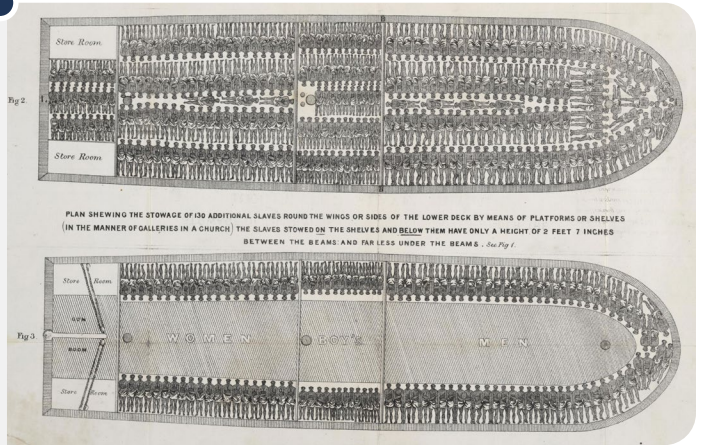 Store Room
Fig 2.
Store Room
PLAN SHEWING THE STOWAGE OF 130 ADDITIONAL SLAVES ROUND THE WINGS OR SIDES OF THE LOWER DECK BY MEANS OF PLATFORMS OR SHELVES
(IN THE MANNER OF GALLERIES IN A CHURCH) THE SLAVES STOWED ON THE SHELVES AND BELOW THEM HAVE ONLY A HEIGHT OF 2 FEET 7 INCHES
BETWEEN THE BEAMS: AND FAR LESS UNDER THE BEAMS. See Fig 1.
Store Room
GUN
Fig 3.
WOMEN BOY'S MEN
ROOM
Store Room